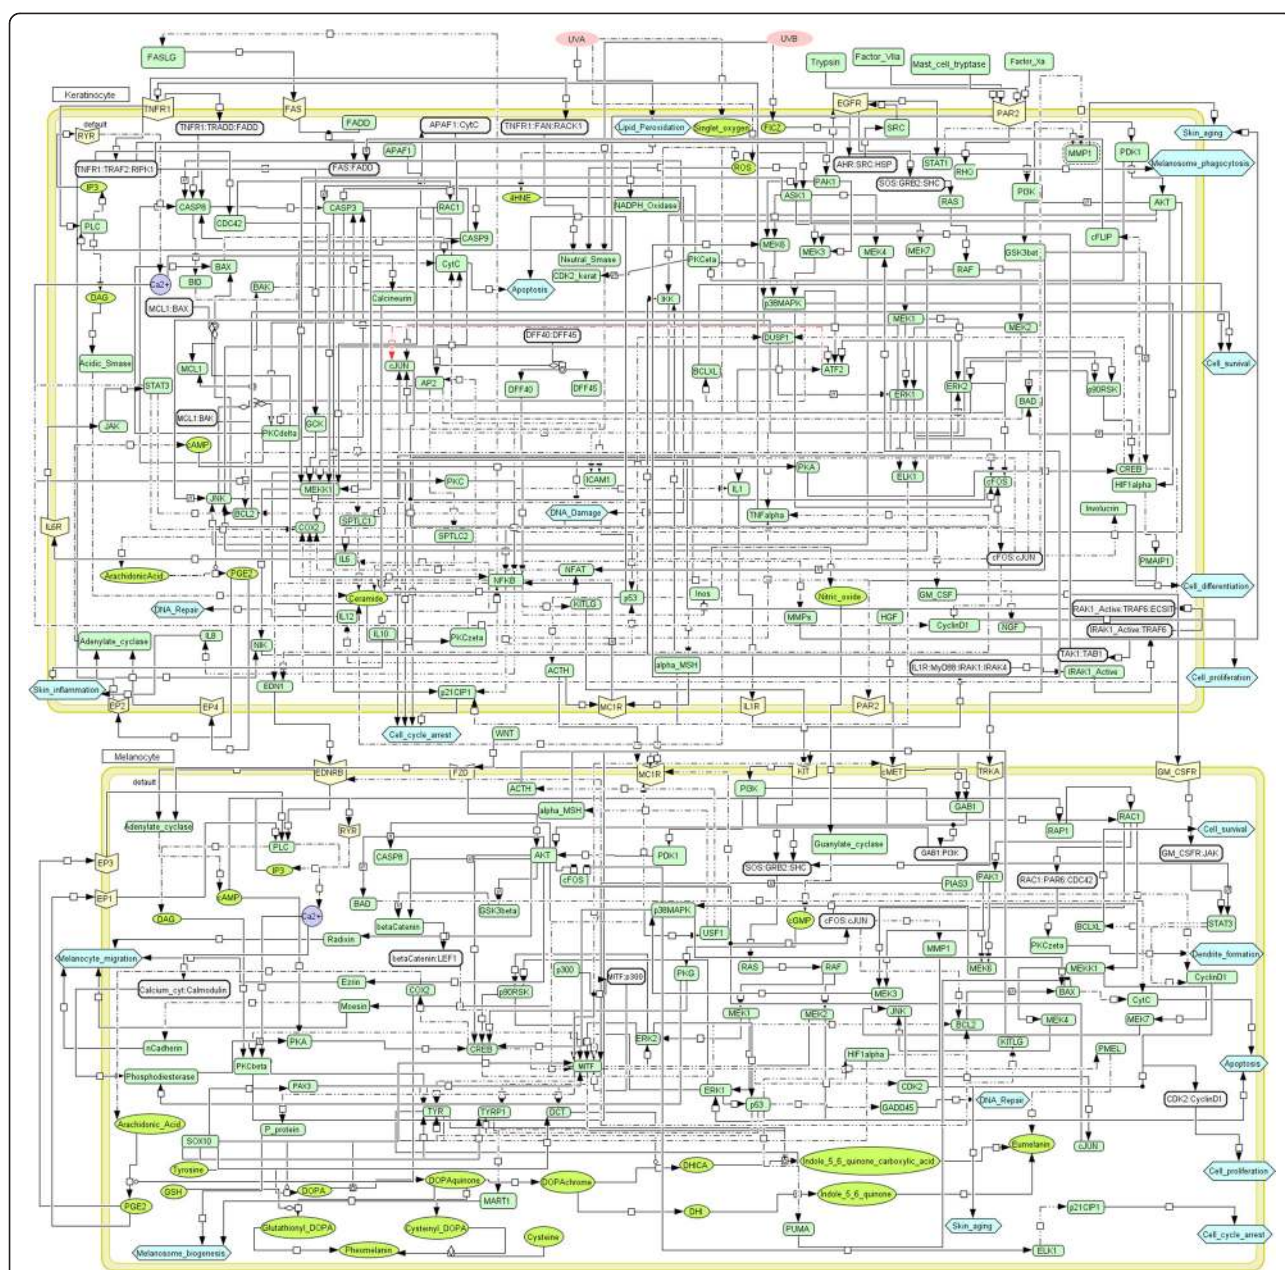 UVA
UVB
FASLG
Trypsin
Factor_VIIa
Mast_cell_tryptase
Factor_Xa
Keratinocyte
TNFR1
FAS
EGFR
PAR2
default
RYR
TNFR1:TRADD:FADD
FADD
APAF1:CytC
TNFR1:FAN:RACK1
Lipid_Peroxidation
Singlet_oxygen
FICZ
SRC
Skin_aging
APAF1
MMP1
PDK1
Melanosome_phagocytosis
TNFR1:TRAF2:RIPK1
FAS:FADD
ROS
AHR:SRC:HSP
STAT1
RHO
IP3
PAK1
SOS:GRB2:SHC
PI3K
4HNE
ASK1
RAS
AKT
CASP8
CASP3
RAC1
NADPH_Oxidase
PLC
CDC42
CASP9
MEK6
MEK3
MEK4
MEK7
cFLIP
GSK3bet
CytC
Neutral_Smase
PKCeta
BAX
RAF
BID
CDK2_kerat
Ca2+
BAK
Apoptosis
DAG
Calcineurin
IKK
p38MAPK
MCL1:BAX
MEK1
MEK2
DFF40:DFF45
DUSP1
Acidic_Smase
MCL1
cJUN
BCLXL
ATF2
Cell_survival
STAT3
AP2
DFF40
DFF45
ERK1
ERK2
p90RSK
BAD
MCL1:BAK
JAK
GCK
PKCdelta
cAMP
PKA
CREB
PKC
ICAM1
ELK1
cFOS
HIF1alpha
MEKK1
IL1
JNK
BCL2
DNA_Damage
TNFalpha
Involucrin
IL6R
COX2
SPTLC1
SPTLC2
cFOS:cJUN
PMAIP1
IL6
ArachidonicAcid
PGE2
NFKB
NFAT
Cell_differentiation
Ceramide
p53
Inos
Nitric_oxide
GM_CSF
DNA_Repair
KITLG
MMPs
HGF
RAK1_Active:TRAF6:ECSIT
IL12
CyclinD1
NGF
IRAK1_Active:TRAF6
Adenylate_cyclase
IL8
IL10
PKCzeta
NIK
TAK1:TAB1
ACTH
alpha_MSH
IL1R:MyD88:IRAK1:IRAK4
IRAK1_Active
Cell_proliferation
Skin_inflammation
EDN1
p21CIP1
EP2
EP4
MC1R
IL1R
PAR2
Cell_cycle_arrest
WNT
Melanocyte
EDNRB
FZD
MC1R
KIT
cMET
TRKA
GM_CSFR
default
ACTH
PI3K
Adenylate_cyclase
RYR
alpha_MSH
GAB1
RAC1
RAP1
Cell_survival
PLC
Guanylate_cyclase
EP3
CASP8
AKT
PDK1
GAB1:PI3K
GM_CSFR:JAK
IP3
SOS:GRB2:SHC
PAK1
RAC1:PAR6:CDC42
cFOS
PIAS3
EP1
cAMP
BAD
GSK3beta
p38MAPK
DAG
Ca2+
cGMP
cFOS:cJUN
betaCatenin
USF1
BCLXL
STAT3
Radixin
MMP1
PKCzeta
Melanocyte_migration
betaCatenin:LEF1
Dendrite_formation
RAS
RAF
MEK6
MEKK1
p300
MITF:p300
PKG
CyclinD1
Ezrin
Calcium_cyt:Calmodulin
COX2
p90RSK
MEK3
BAX
CytC
Moesin
MEK1
MEK2
JNK
MEK4
MEK7
BCL2
nCadherin
PKA
CREB
ERK2
KITLG
PMEL
HIF1alpha
PKCbeta
MITF
Apoptosis
Phosphodiesterase
PAX3
ERK1
CDK2
p53
GADD45
DNA_Repair
CDK2:CyclinD1
TYR
TYRP1
DCT
Arachidonic_Acid
P_protein
SOX10
cJUN
Eumelanin
Tyrosine
DHICA
Indole_5_6_quinone_carboxylic_acid
Cell_proliferation
GSH
DOPA
DOPAquinone
DOPAchrome
Indole_5_6_quinone
PGE2
MART1
DHI
p21CIP1
Glutathionyl_DOPA
Cysteinyl_DOPA
PUMA
Skin_aging
Cysteine
Cell_cycle_arrest
Melanosome_biogenesis
Pheomelanin
ELK1